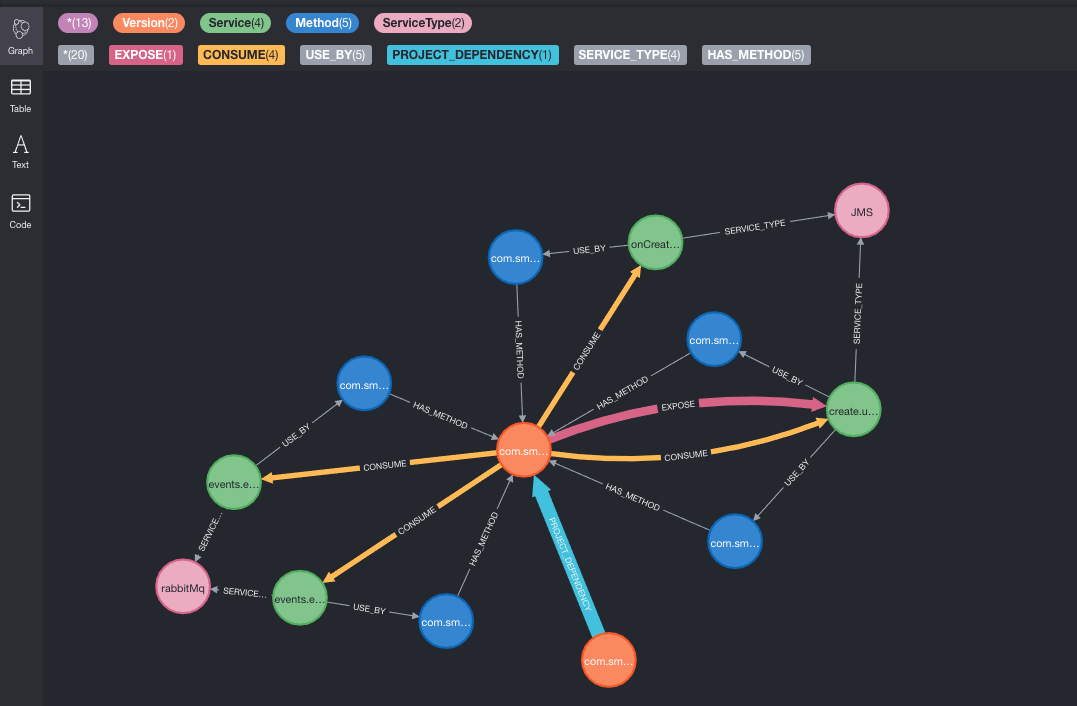 *(13) Version(2) Service(4) Method(5) ServiceType(2)
*(20) EXPOSE(1) CONSUME(4) USE_BY(5) PROJECT_DEPENDENCY(1) SERVICE_TYPE(4) HAS_METHOD(5)
Graph
Table
Text
Code
JMS
SERVICE_TYPE
onCreat...
USE_BY
com.sm...
SERVICE_TYPE
HAS_METHOD
CONSUME
com.sm...
USE_BY
com.sm...
HAS_METHOD
EXPOSE
create.u...
HAS_METHOD
USE_BY
com.sm...
CONSUME
CONSUME
USE_BY
events.e...
HAS_METHOD
CONSUME
SERVICE...
HAS_METHOD
com.sm...
PROJECT_DEPENDENCY
rabbitMq
SERVICE...
events.e...
USE_BY
com.sm...
com.sm...